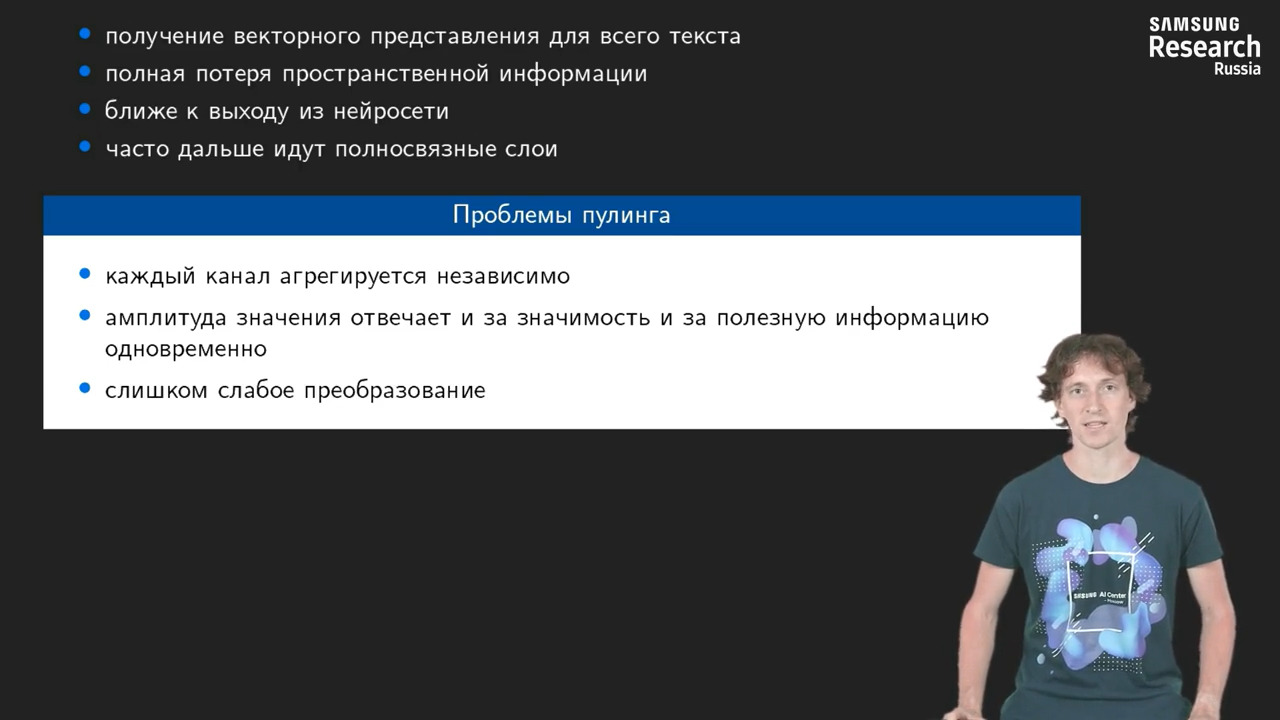 получение векторного представления для всего текста
полная потеря пространственной информации
ближе к выходу из нейросети
часто дальше идут полносвязные слои
Проблемы пулинга
каждый канал агрегируется независимо
амплитуда значения отвечает и за значимость и за полезную информацию
одновременно
слишком слабое преобразование
SAMSUNG
Research
Russia
SAMSUNG AI Center